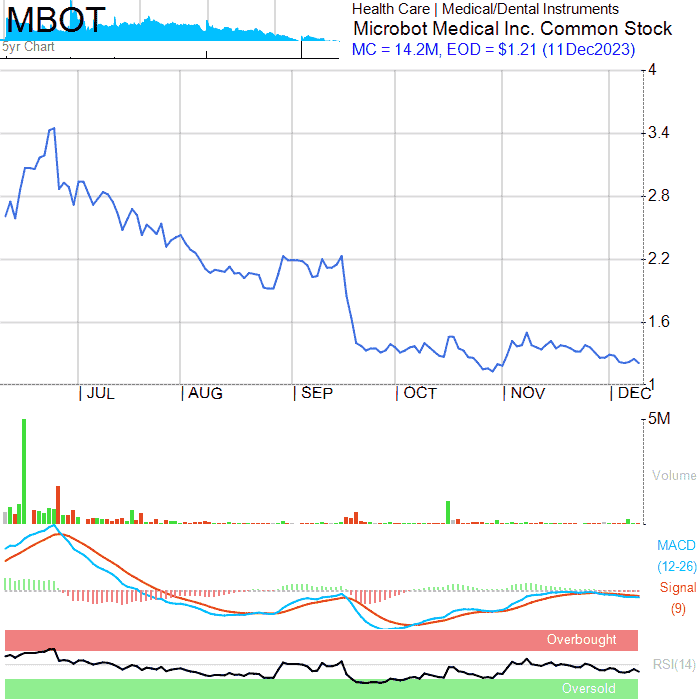 MBOT
5yr Chart
Health Care | Medical/Dental Instruments
Microbot Medical Inc. Common Stock
MC = 14.2M, EOD = $1.21 (11Dec2023)
4
3.4
2.8
2.2
1.6
1
JUL AUG SEP OCT NOV DEC
5M
Volume
MACD
(12-26)
Signal
(9)
Overbought
RSI(14)
Oversold